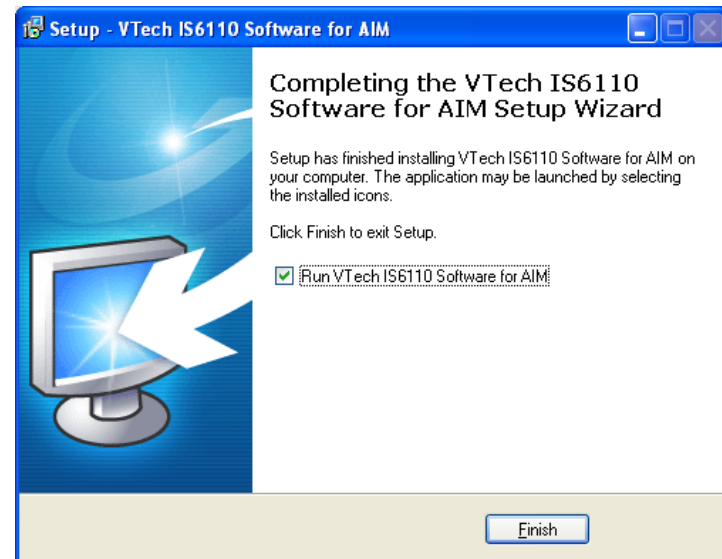 Setup - VTech IS6110 Software for AIM
Completing the VTech IS6110
Software for AIM Setup Wizard
Setup has finished installing VTech IS6110 Software for AIM on
your computer. The application may be launched by selecting
the installed icons.
Click Finish to exit Setup.
Run VTech IS6110 Software for AIM
Finish